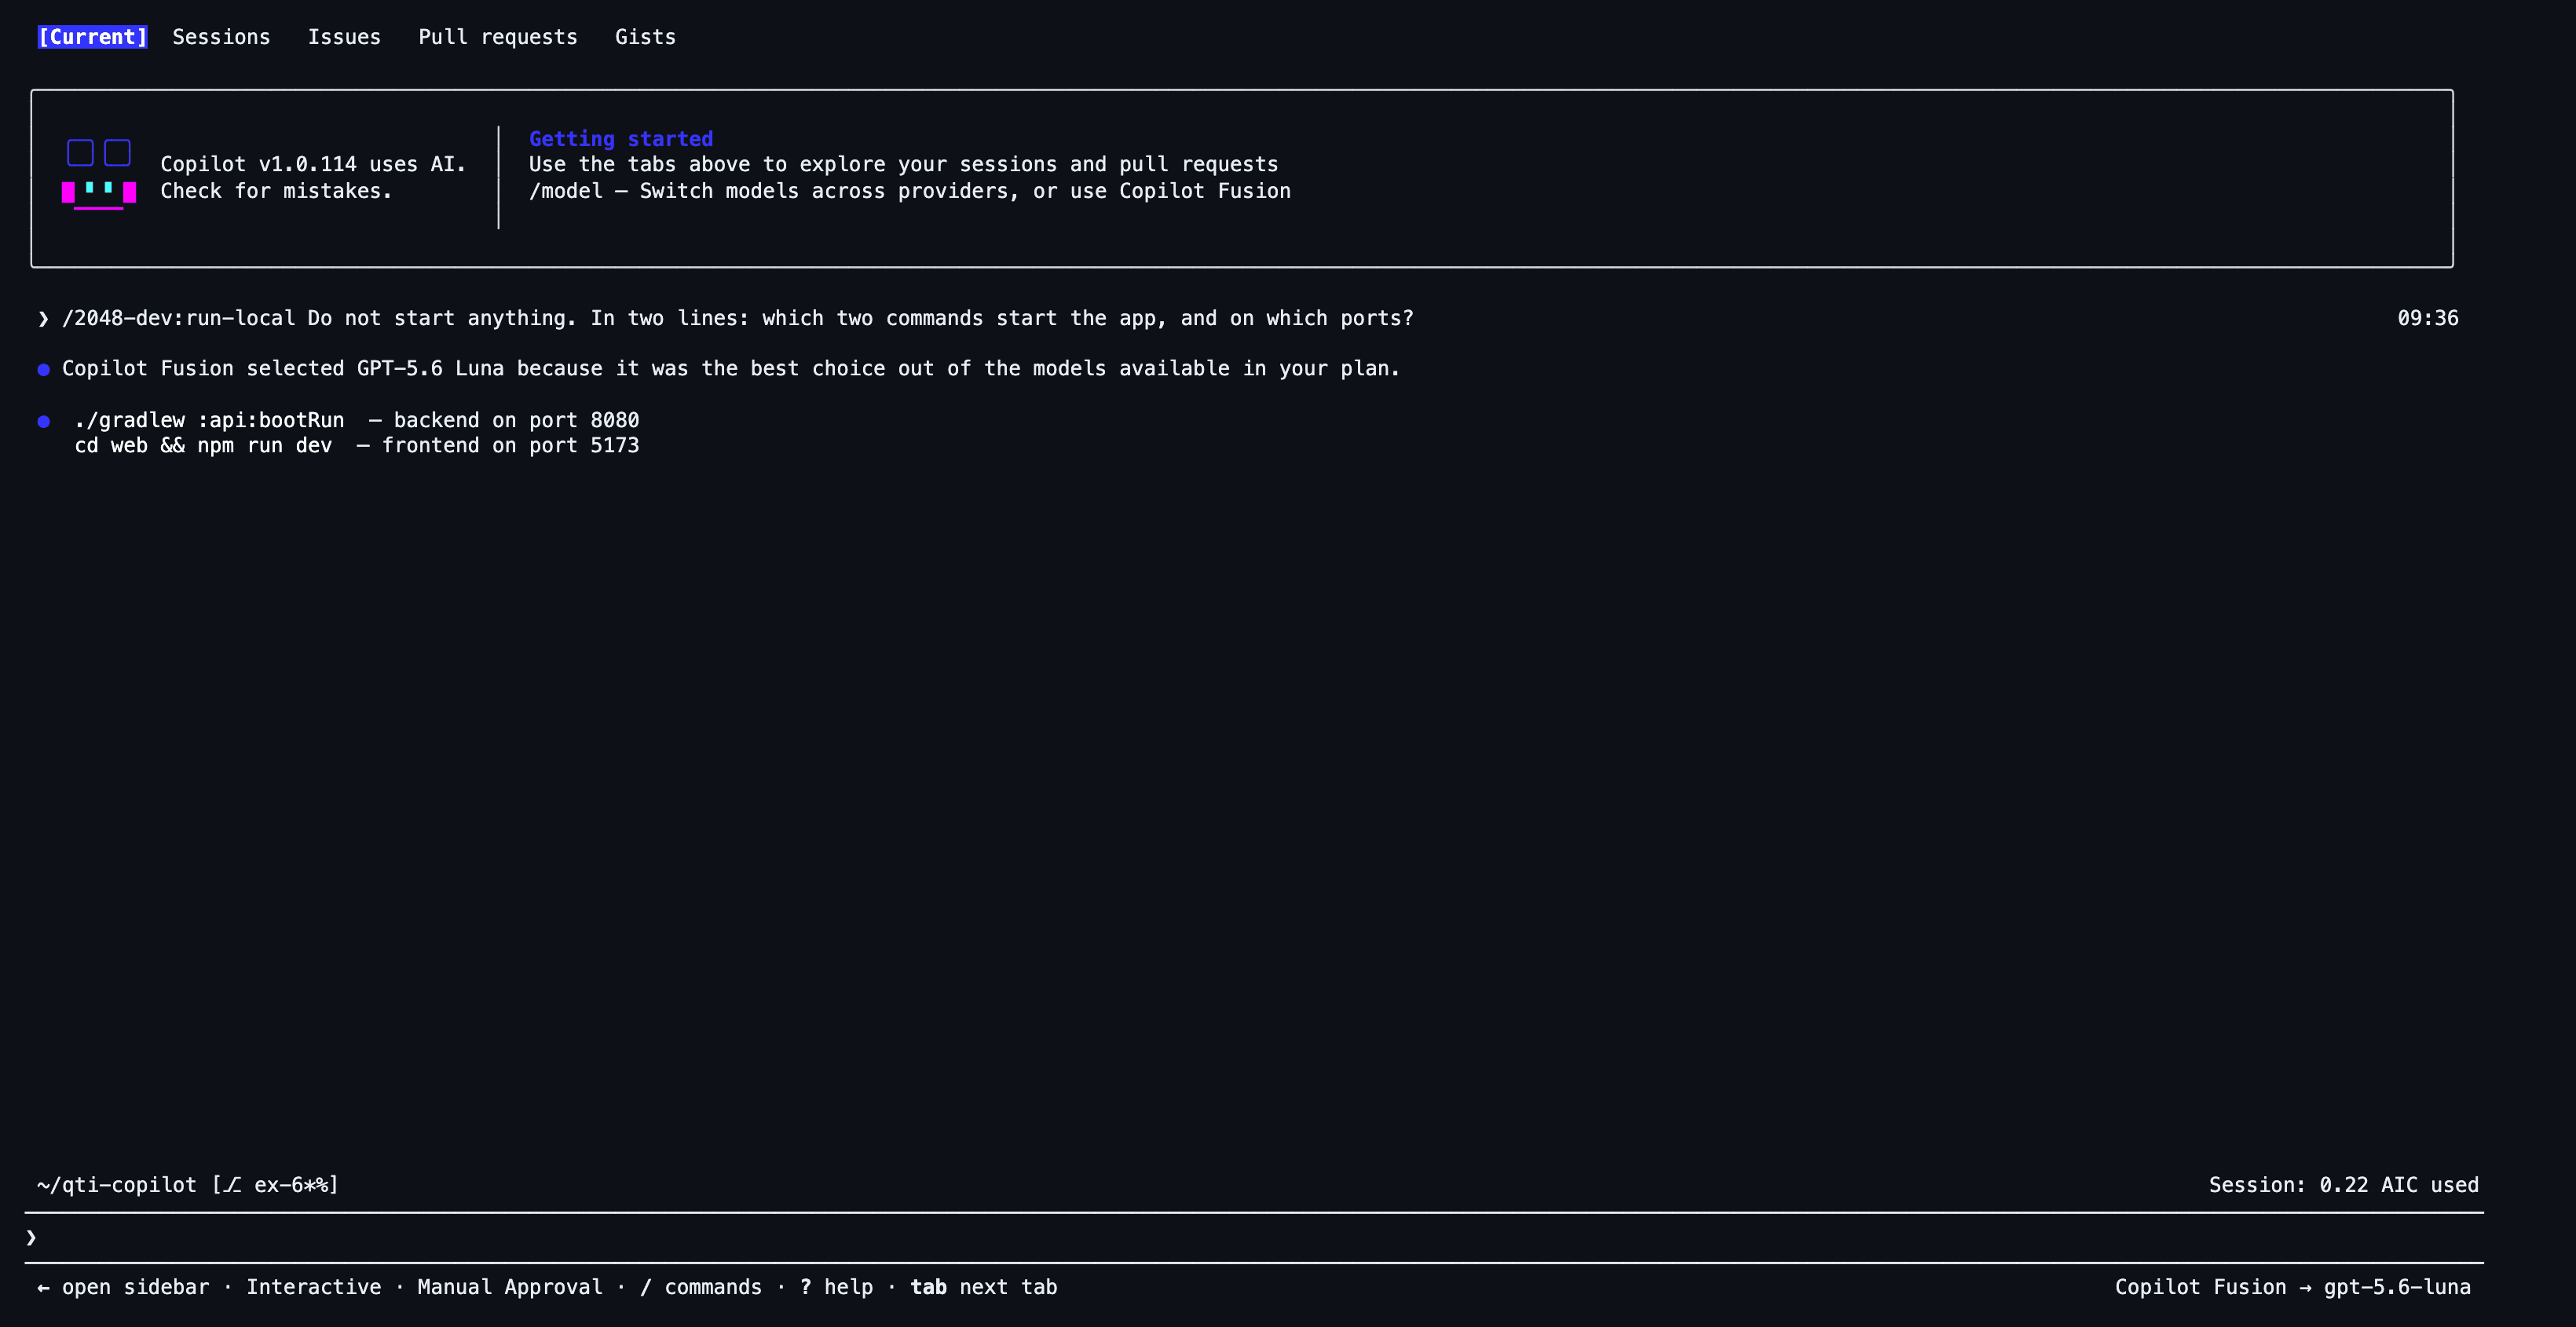 [Current] Sessions Issues Pull requests Gists
Copilot v1.0.114 uses AI.
Check for mistakes.
Getting started
Use the tabs above to explore your sessions and pull requests
/model — Switch models across providers, or use Copilot Fusion
❯ /2048-dev:run-local Do not start anything. In two lines: which two commands start the app, and on which ports? 09:36
● Copilot Fusion selected GPT-5.6 Luna because it was the best choice out of the models available in your plan.
● ./gradlew :api:bootRun — backend on port 8080
cd web && npm run dev — frontend on port 5173
~/qti-copilot [⎇ ex-6*%] Session: 0.22 AIC used
❯
← open sidebar · Interactive · Manual Approval · / commands · ? help · tab next tab Copilot Fusion → gpt-5.6-luna